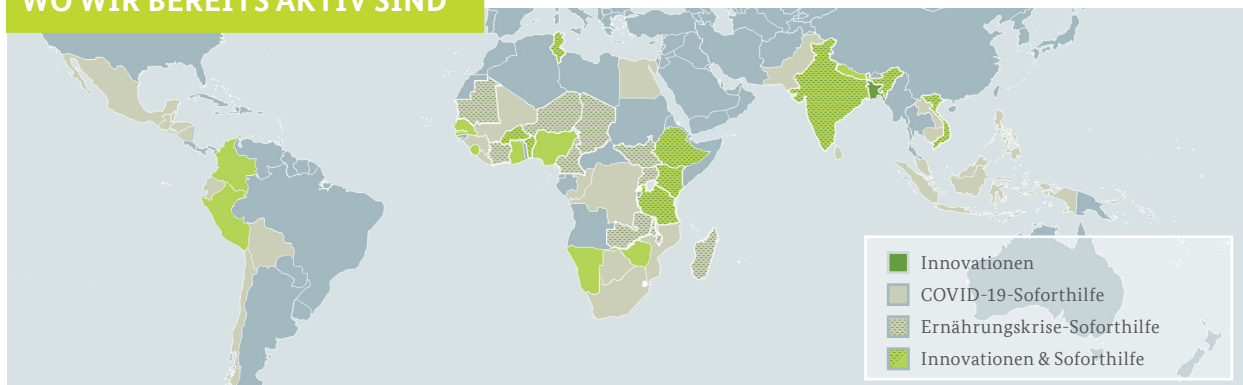 WO WIR BEREITS AKTIV SIND
Innovationen
COVID-19-Soforthilfe
Ernährungskrise-Soforthilfe
Innovationen & Soforthilfe